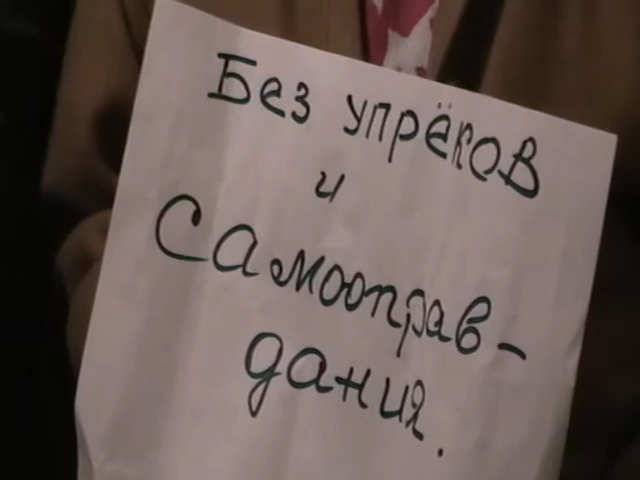 Без упрёков
и
Самооправ-
дания.